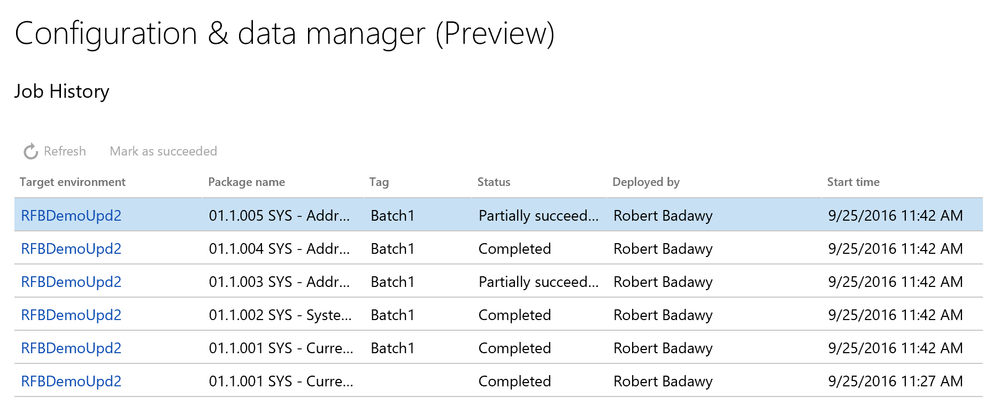 Configuration & data manager (Preview)
Job History
Refresh Mark as succeeded
Target environment Package name Tag Status Deployed by Start time
RFBDemoUpd2 01.1.005 SYS - Addr... Batch1 Partially succeed... Robert Badawy 9/25/2016 11:42 AM
RFBDemoUpd2 01.1.004 SYS - Addr... Batch1 Completed Robert Badawy 9/25/2016 11:42 AM
RFBDemoUpd2 01.1.003 SYS - Addr... Batch1 Partially succeed... Robert Badawy 9/25/2016 11:42 AM
RFBDemoUpd2 01.1.002 SYS - Syste... Batch1 Completed Robert Badawy 9/25/2016 11:42 AM
RFBDemoUpd2 01.1.001 SYS - Curre... Batch1 Completed Robert Badawy 9/25/2016 11:42 AM
RFBDemoUpd2 01.1.001 SYS - Curre... Completed Robert Badawy 9/25/2016 11:27 AM